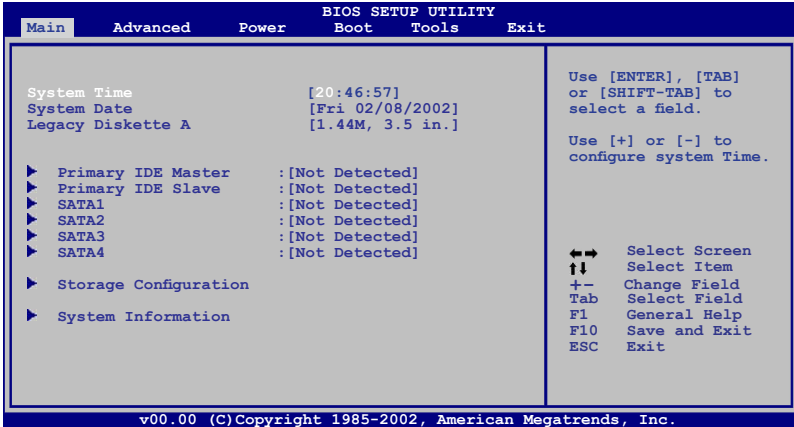 BIOS SETUP UTILITY
Main Advanced Power Boot Tools Exit
System Time [20:46:57]
System Date [Fri 02/08/2002]
Legacy Diskette A [1.44M, 3.5 in.]
Primary IDE Master :[Not Detected]
Primary IDE Slave :[Not Detected]
SATA1 :[Not Detected]
SATA2 :[Not Detected]
SATA3 :[Not Detected]
SATA4 :[Not Detected]
Storage Configuration
System Information
Use [ENTER], [TAB]
or [SHIFT-TAB] to
select a field.
Use [+] or [-] to
configure system Time.
Select Screen
Select Item
+- Change Field
Tab Select Field
F1 General Help
F10 Save and Exit
ESC Exit
v00.00 (C)Copyright 1985-2002, American Megatrends, Inc.